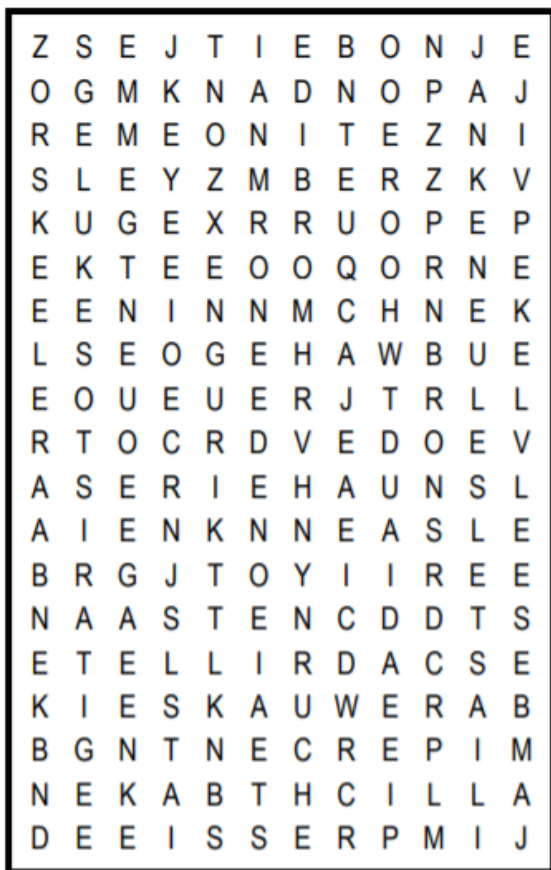 Z S E J T I E B O N J E
O G M K N A D N O P A J
R E M E O N I T E Z N I
S L E Y Z M B E R Z K V
K U G E X R R U O P E P
E K T E E O O Q O R N E
E E N I N N M C H N E K
L S E O G E H A W B U E
E O U E U E R J T R L L
R T O C R D V E D O E V
A S E R I E H A U N S L
A I E N K N N E A S L E
B R G J T O Y I I R E E
N A A S T E N C D D T S
E T E L L I R D A C S E
K I E S K A U W E R A B
B G N T N E C R E P I M
N E K A B T H C I L L A
D E E I S S E R P M I J